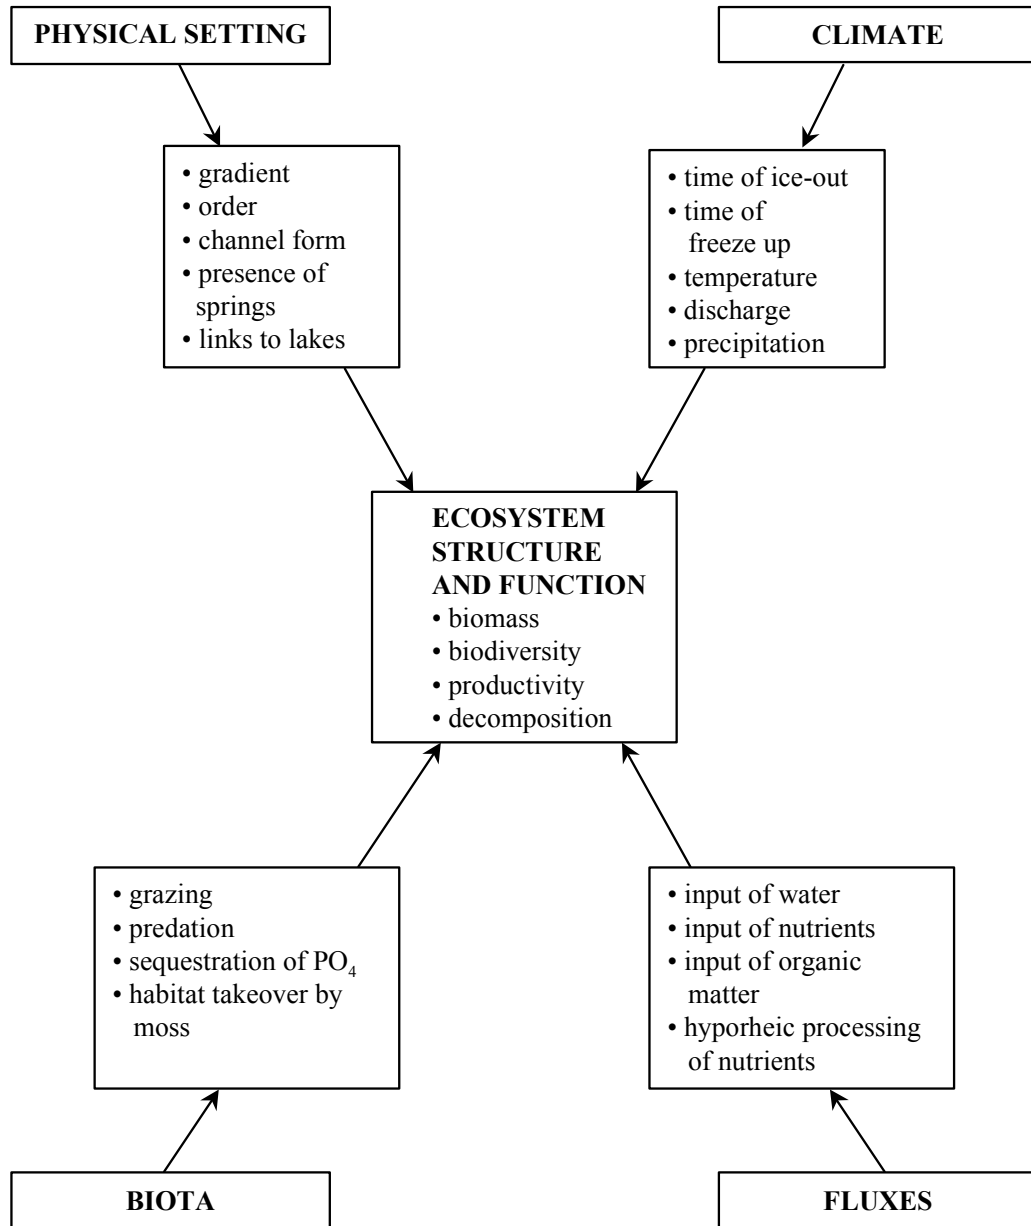 PHYSICAL SETTING
CLIMATE
• gradient
• order
• channel form
• presence of
springs
• links to lakes
• time of ice-out
• time of
freeze up
• temperature
• discharge
• precipitation
ECOSYSTEM
STRUCTURE
AND FUNCTION
• biomass
• biodiversity
• productivity
• decomposition
• grazing
• predation
• sequestration of PO₄
• habitat takeover by
moss
• input of water
• input of nutrients
• input of organic
matter
• hyporheic processing
of nutrients
BIOTA
FLUXES